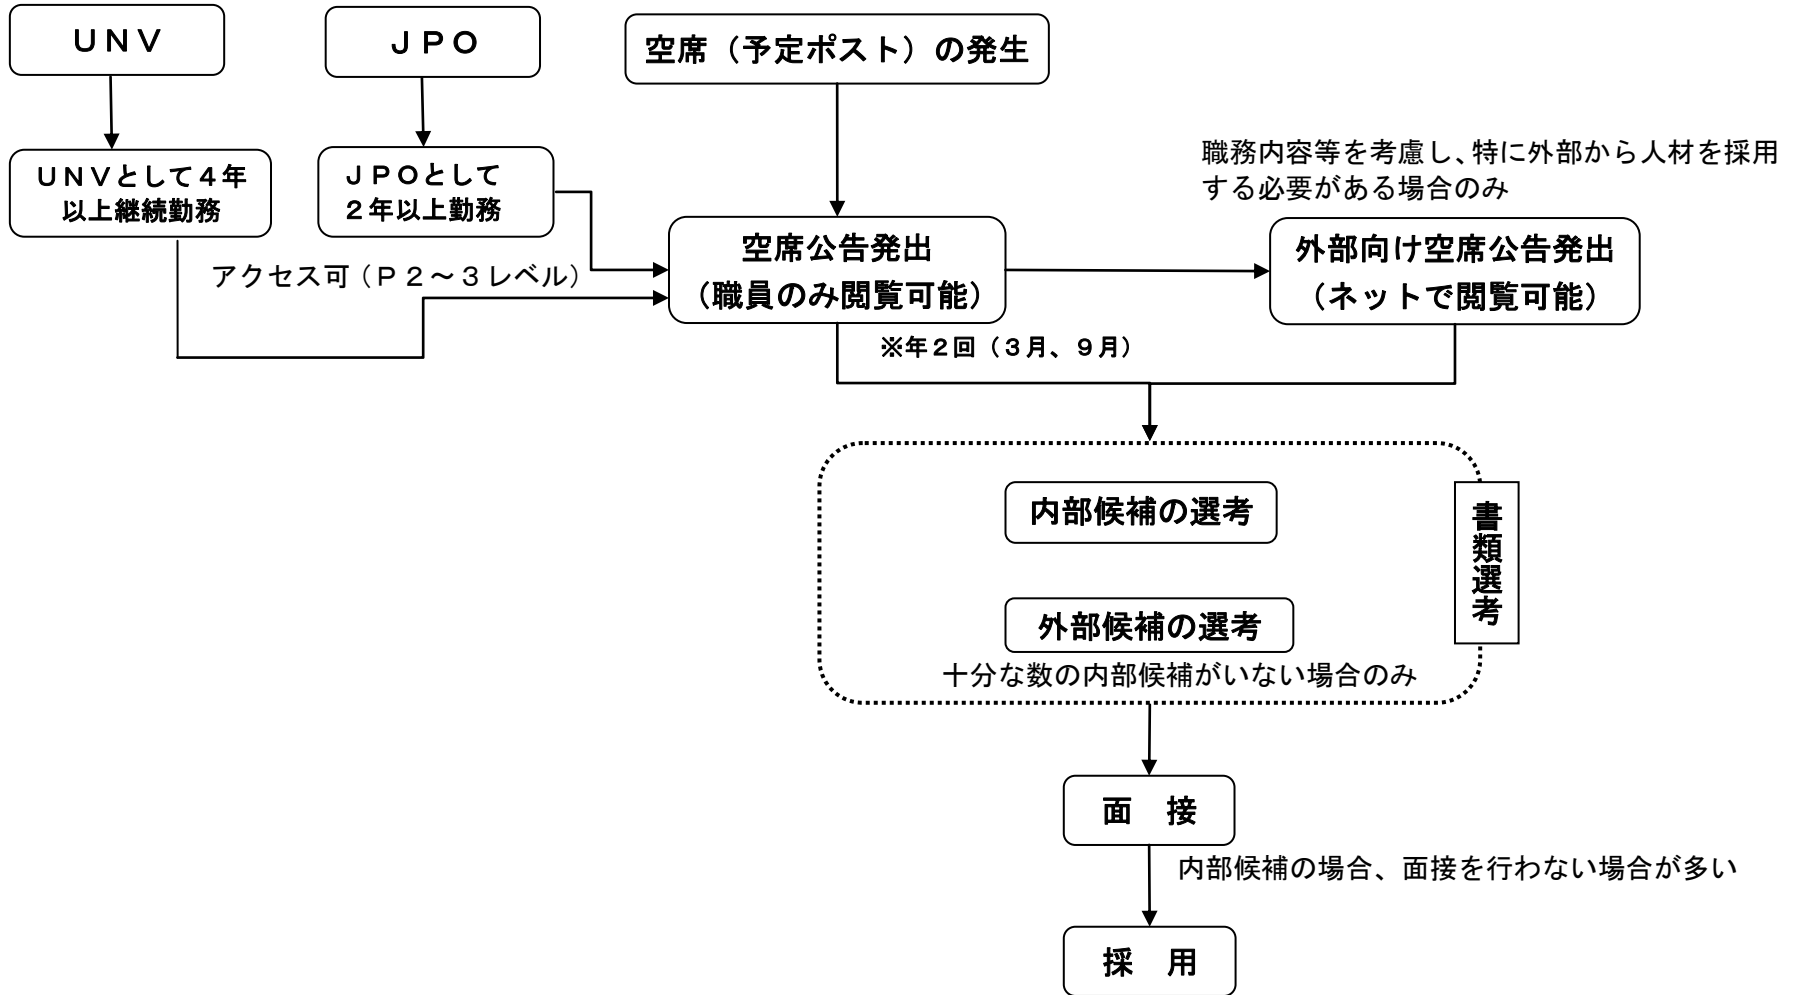 ＵＮＶ
ＪＰＯ
空席（予定ポスト）の発生
ＵＮＶとして４年
以上継続勤務
ＪＰＯとして
２年以上勤務
職務内容等を考慮し、特に外部から人材を採用
する必要がある場合のみ
アクセス可（Ｐ２～３レベル）
空席公告発出
（職員のみ閲覧可能）
外部向け空席公告発出
（ネットで閲覧可能）
※年２回（３月、９月）
内部候補の選考
外部候補の選考
十分な数の内部候補がいない場合のみ
書類選考
面　接
内部候補の場合、面接を行わない場合が多い
採　用